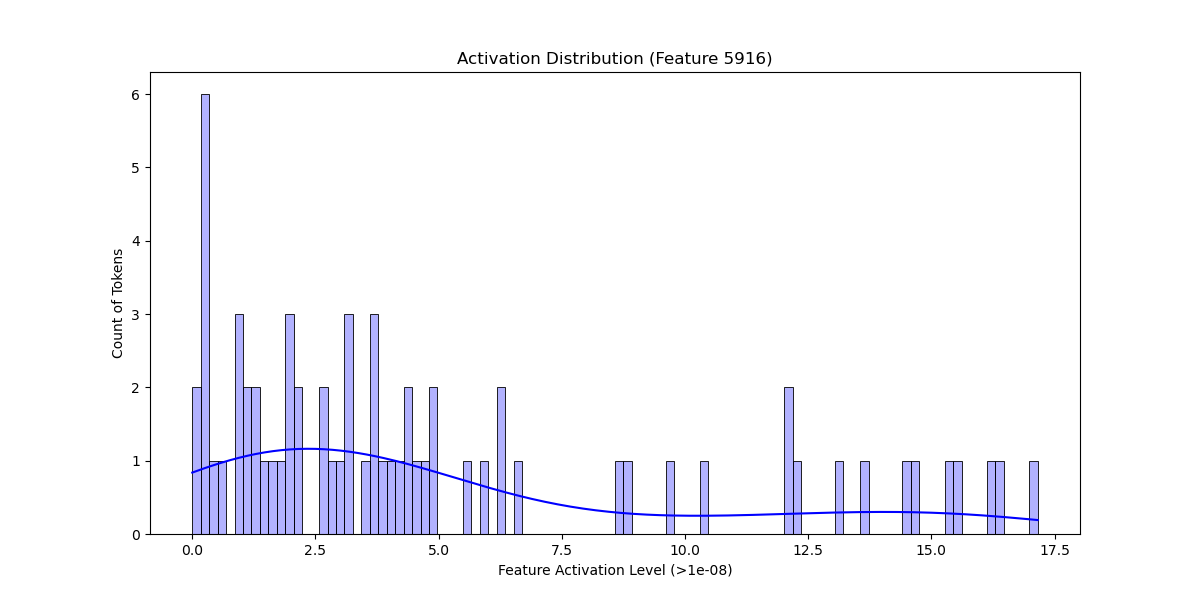 Activation Distribution (Feature 5916)
6
5
4
3
2
1
0
Count of Tokens
0.0 2.5 5.0 7.5 10.0 12.5 15.0 17.5
Feature Activation Level (>1e-08)